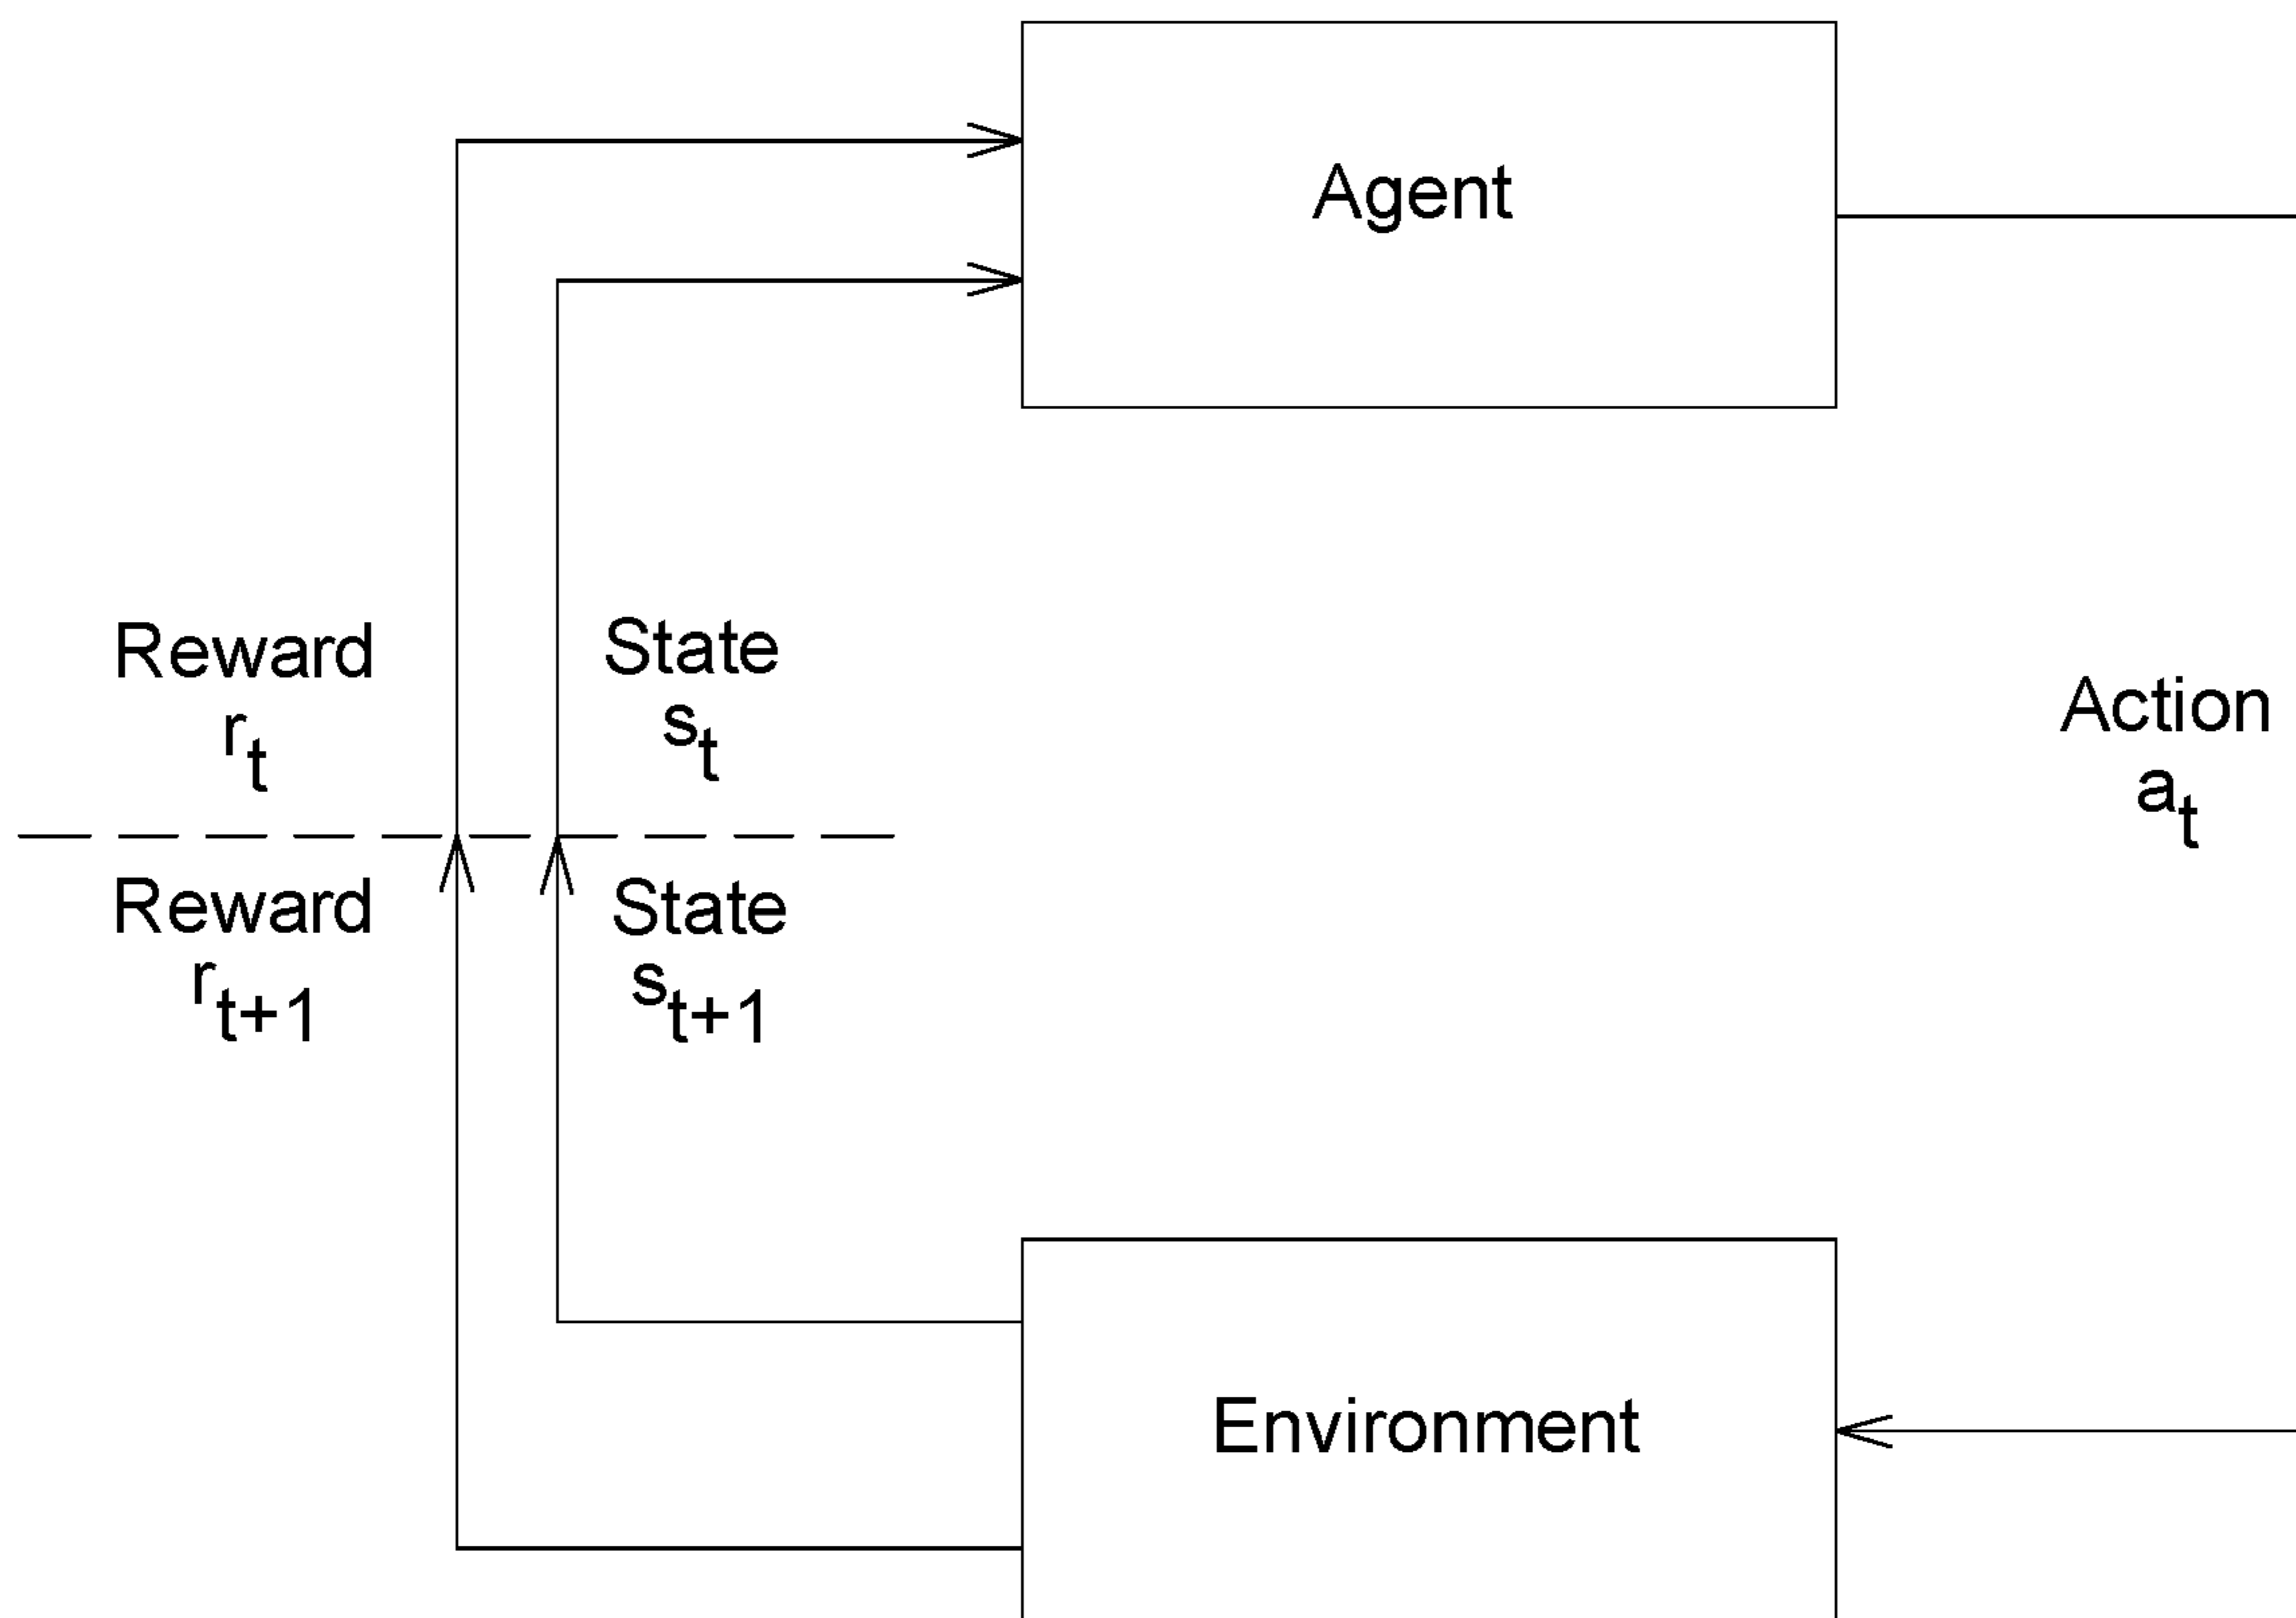 Agent
Reward
r_t
State
s_t
Action
a_t
Reward
r_t+1
State
s_t+1
Environment